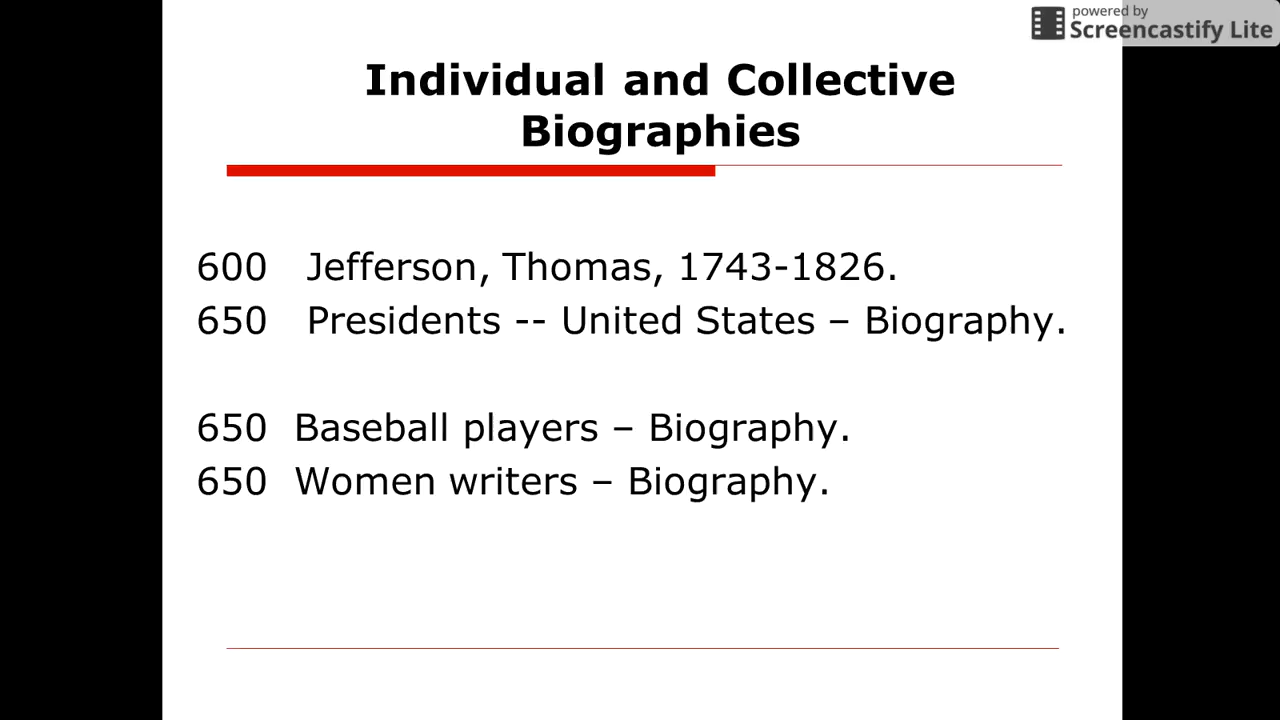 powered by
Screencastify Lite
Individual and Collective
Biographies
600 Jefferson, Thomas, 1743-1826.
650 Presidents -- United States – Biography.
650 Baseball players – Biography.
650 Women writers – Biography.